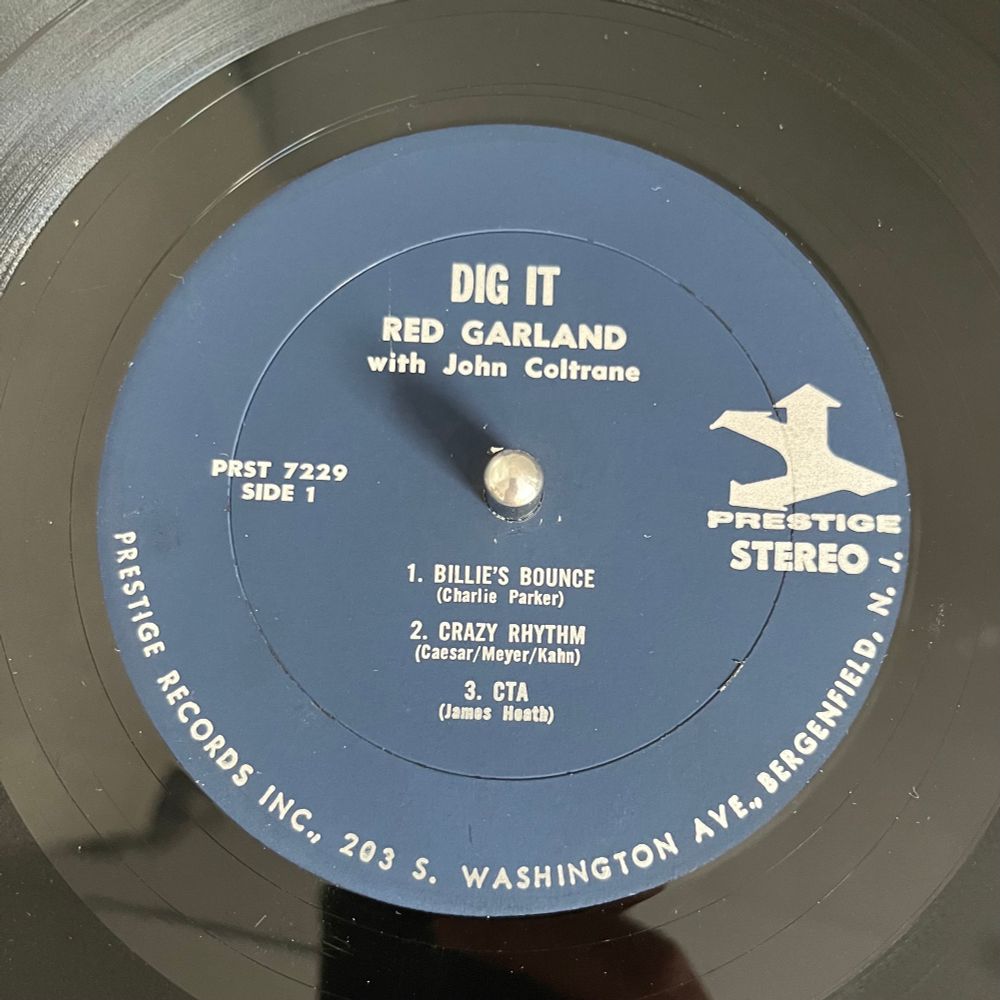 DIG IT
RED GARLAND
with John Coltrane
PRST 7229
SIDE 1
PRESTIGE
STEREO
1. BILLIE'S BOUNCE
(Charlie Parker)
2. CRAZY RHYTHM
(Caesar/Meyer/Kahn)
3. CTA
(James Heath)
PRESTIGE RECORDS INC., 203 S. WASHINGTON AVE., BERGENFIELD, N. J.